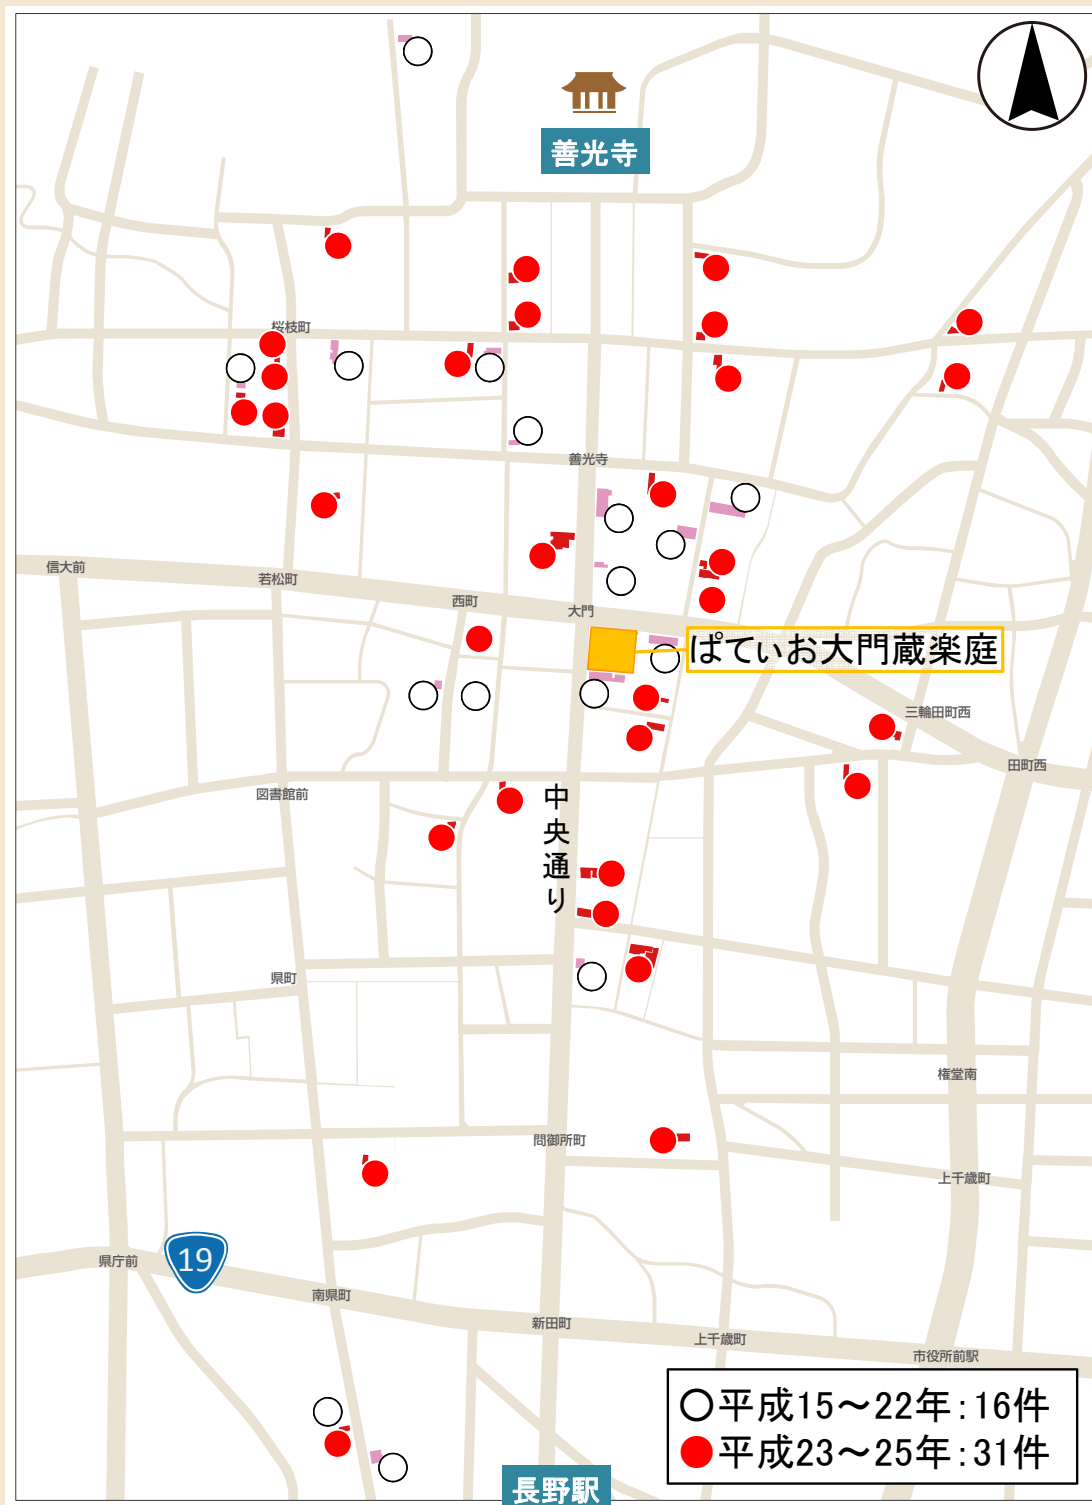 善光寺
桜枝町
善光寺
信大前
若松町
西町
大門
ぱてぃお大門蔵楽庭
三輪田町西
田町西
図書館前
中央通り
県町
権堂南
問御所町
上千歳町
県庁前
19
南県町
新田町
上千歳町
市役所前駅
○平成15～22年:16件
●平成23～25年:31件
長野駅